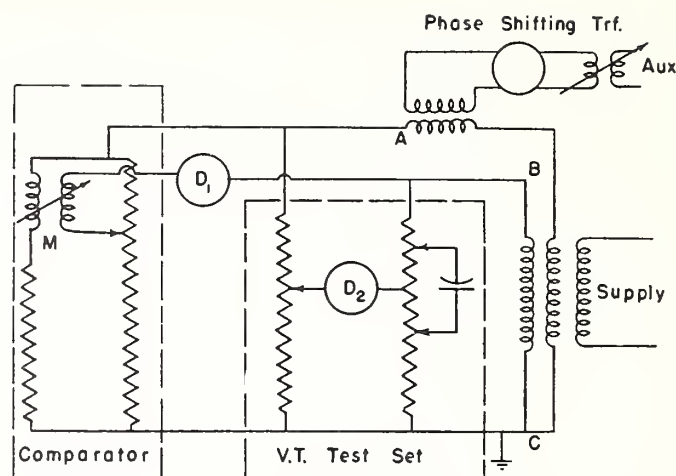 Phase Shifting Trf.
Aux
A
B
D1
M
D2
Supply
C
Comparator
V.T. Test Set